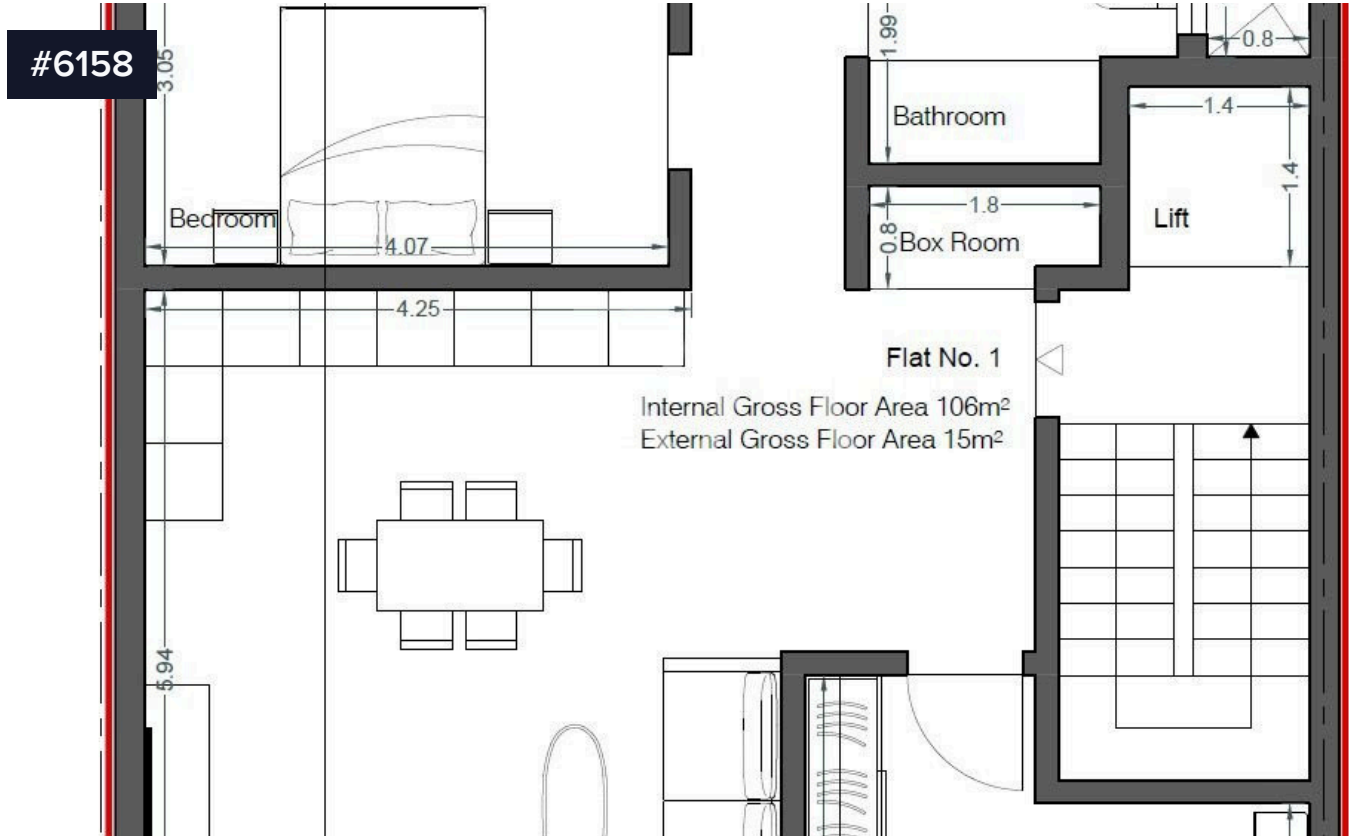 #6158
3.05
1.99
0.8
Bathroom
1.4
1.4
Bedroom
1.8
Lift
4.07
0.8
Box Room
4.25
Flat No. 1
Internal Gross Floor Area 106m²
External Gross Floor Area 15m²
5.94